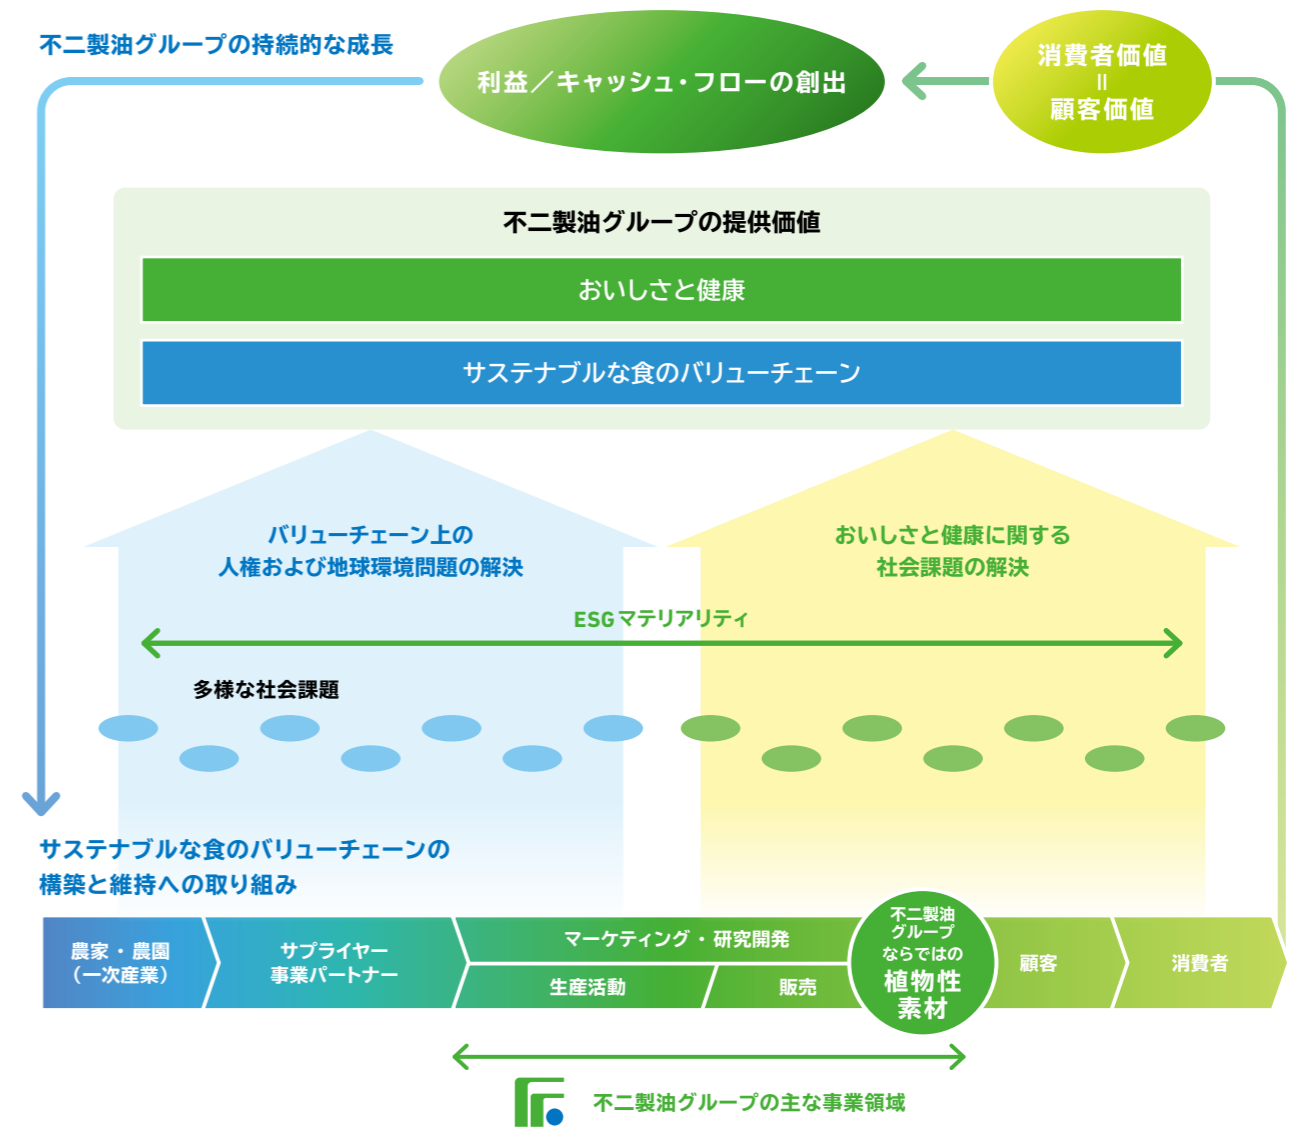 不二製油グループの持続的な成長
利益／キャッシュ・フローの創出
消費者価値
＝
顧客価値
不二製油グループの提供価値
おいしさと健康
サステナブルな食のバリューチェーン
バリューチェーン上の
人権および地球環境問題の解決
おいしさと健康に関する
社会課題の解決
ESGマテリアリティ
多様な社会課題
サステナブルな食のバリューチェーンの
構築と維持への取り組み
農家・農園
（一次産業）
サプライヤー
事業パートナー
マーケティング・研究開発
生産活動
販売
不二製油
グループ
ならではの
植物性
素材
顧客
消費者
不二製油グループの主な事業領域